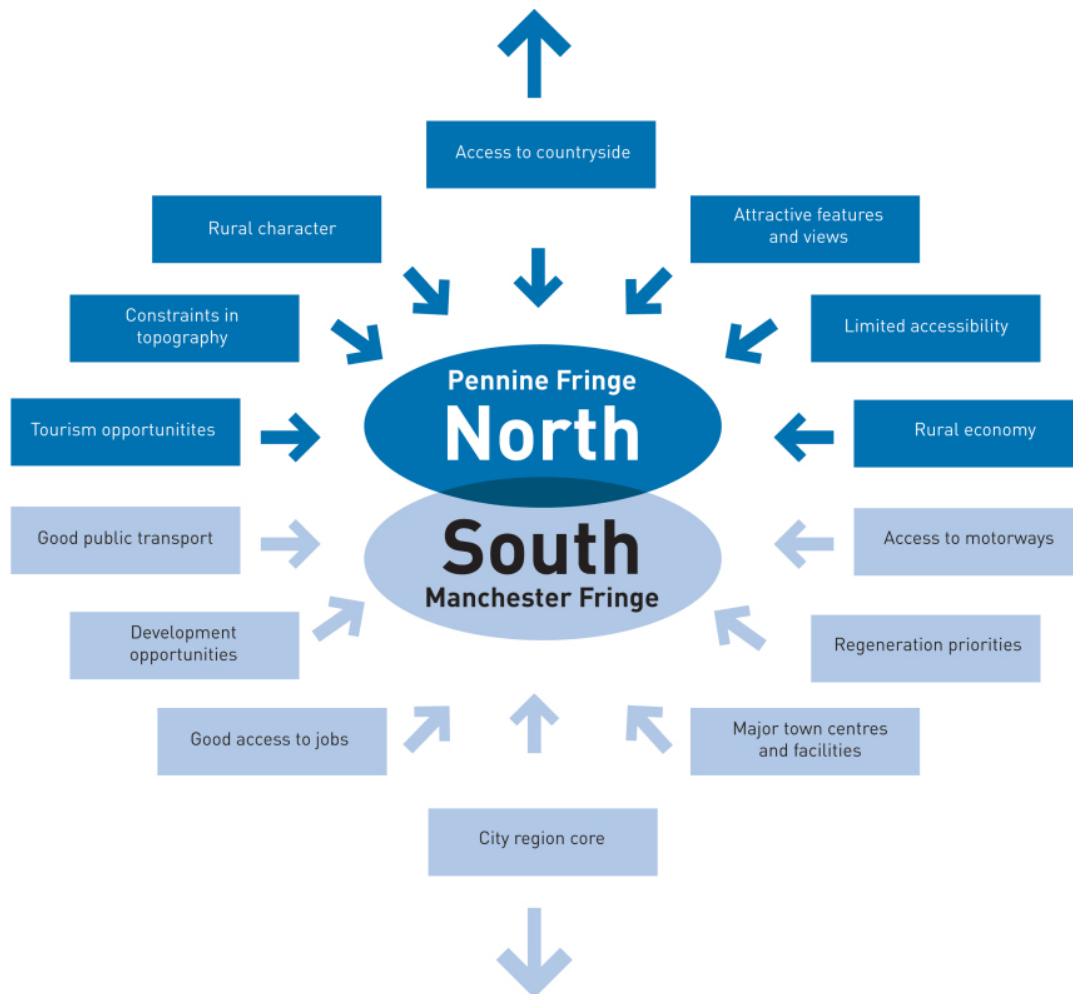 Access to countryside
Rural character
Attractive features
and views
Constraints in
topography
Limited accessibility
Pennine Fringe
North
Tourism opportunitites
Rural economy
Good public transport
South
Manchester Fringe
Access to motorways
Development
opportunities
Regeneration priorities
Good access to jobs
Major town centres
and facilities
City region core